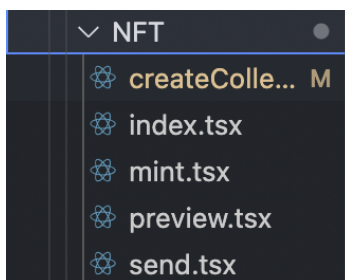 NFT
createColle... M
index.tsx
mint.tsx
preview.tsx
send.tsx